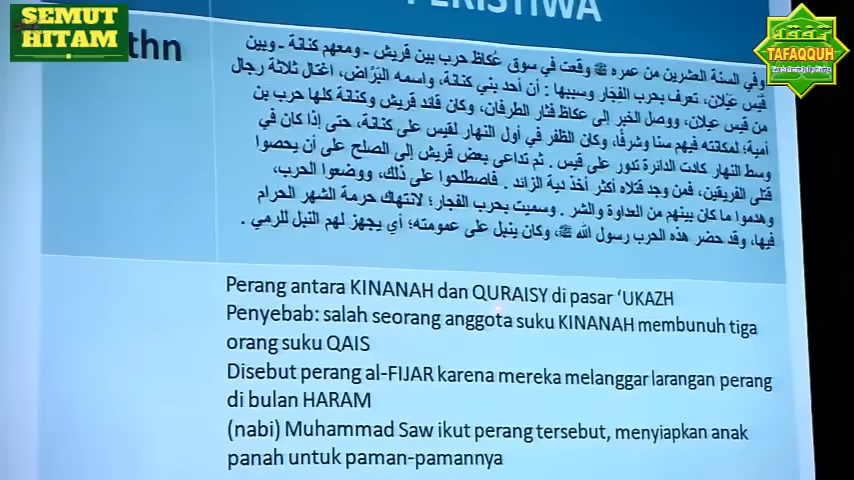 SEMUT
HITAM
PERISTIWA
TAFAQQUH
thn
وفي السنة العشرين من عمره ﷺ وقعت في سوق عُكاظ حرب بين قريش ـ ومعهم كنانة ـ وبين
قَيْس عَيْلان، تعرف بحرب الفِجَار وسببها : أن أحد بني كنانة، واسمه البَرَّاض، اغتال ثلاثة رجال
من قيس عيلان، ووصل الخبر إلى عكاظ فثار الطرفان، وكان قائد قريش وكنانة كلها حرب بن
أمية؛ لمكانته فيهم سنا وشرفًا، وكان الظفر في أول النهار لقيس على كنانة، حتى إذا كان في
وسط النهار كادت الدائرة تدور على قيس . ثم تداعى بعض قريش إلى الصلح على أن يحصوا
قتلى الفريقين، فمن وجد قتلاه أكثر أخذ دية الزائد . فاصطلحوا على ذلك، ووضعوا الحرب،
وهدموا ما كان بينهم من العداوة والشر . وسميت بحرب الفجار؛ لانتهاك حرمة الشهر الحرام
فيها، وقد حضر هذه الحرب رسول الله ﷺ، وكان ينبل على عمومته؛ أي يجهز لهم النبل للرمي .
Perang antara KINANAH dan QURAISY di pasar ‘UKAZH
Penyebab: salah seorang anggota suku KINANAH membunuh tiga
orang suku QAIS
Disebut perang al-FIJAR karena mereka melanggar larangan perang
di bulan HARAM
(nabi) Muhammad Saw ikut perang tersebut, menyiapkan anak
panah untuk paman-pamannya